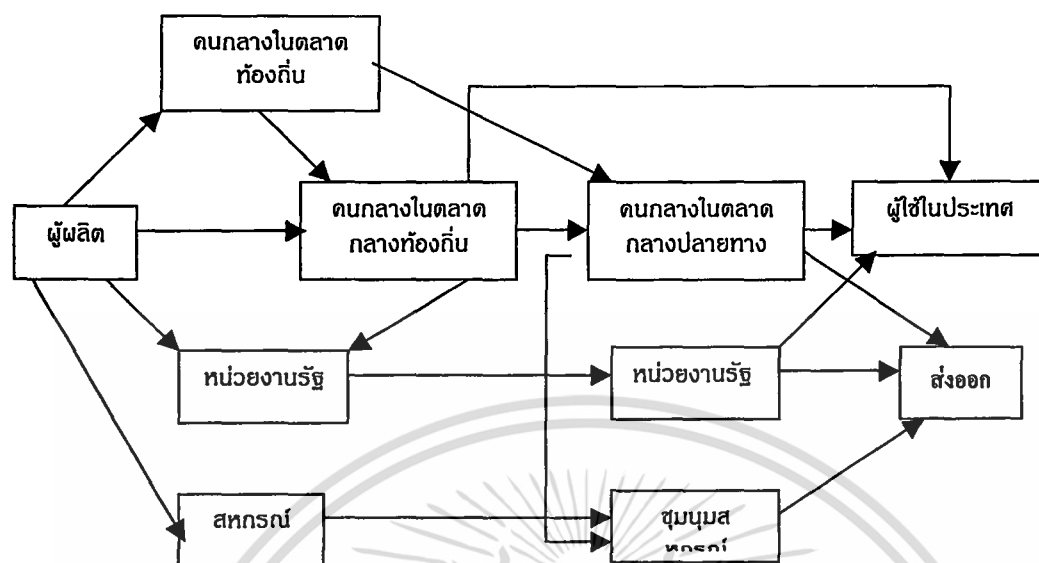 คนกลางในตลาด
ท้องถิ่น
ผู้ผลิต
คนกลางในตลาด
กลางท้องถิ่น
คนกลางในตลาด
กลางปลายทาง
ผู้ใช้ในประเทศ
หน่วยงานรัฐ
หน่วยงานรัฐ
ส่งออก
สหกรณ์
ชุมนุมส
หกรณ์